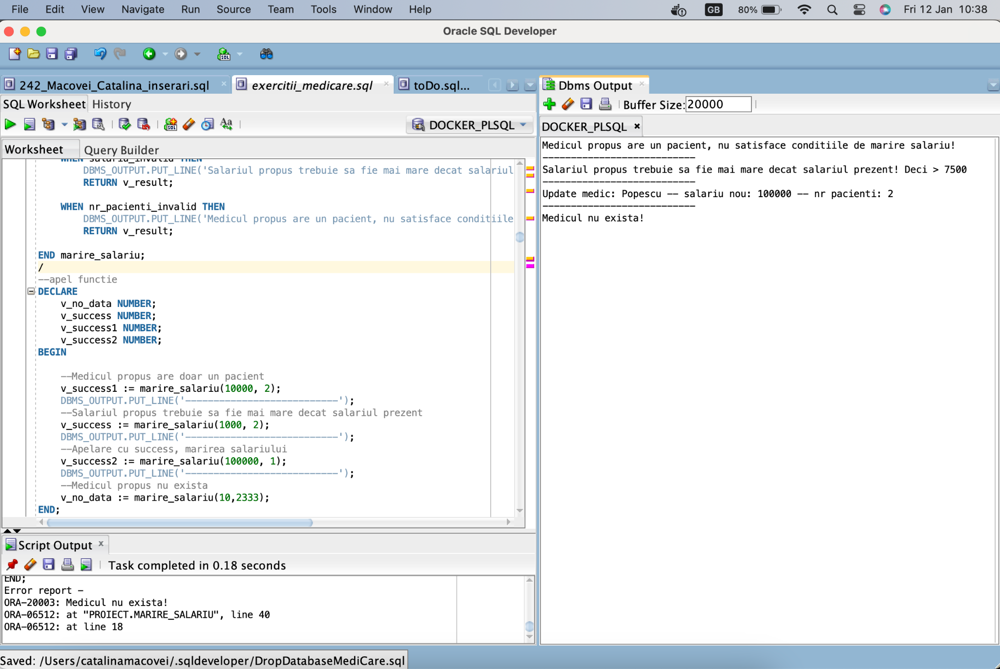 File Edit View Navigate Run Source Team Tools Window Help GB 80% Fri 12 Jan 10:38
Oracle SQL Developer
242_Macovei_Catalina_inserari.sql exercitii_medicare.sql toDo.sql...
SQL Worksheet History
DOCKER_PLSQL
Worksheet Query Builder
WHEN salariu_invalid THEN
DBMS_OUTPUT.PUT_LINE('Salariul propus trebuie sa fie mai mare decat salariul
RETURN v_result;
WHEN nr_pacienti_invalid THEN
DBMS_OUTPUT.PUT_LINE('Medicul propus are un pacient, nu satisface conditiile
RETURN v_result;
END marire_salariu;
/
--apel functie
DECLARE
v_no_data NUMBER;
v_success NUMBER;
v_success1 NUMBER;
v_success2 NUMBER;
BEGIN
--Medicul propus are doar un pacient
v_success1 := marire_salariu(10000, 2);
DBMS_OUTPUT.PUT_LINE('---------------------------');
--Salariul propus trebuie sa fie mai mare decat salariul prezent
v_success := marire_salariu(1000, 2);
DBMS_OUTPUT.PUT_LINE('---------------------------');
--Apelare cu success, marirea salariului
v_success2 := marire_salariu(100000, 1);
DBMS_OUTPUT.PUT_LINE('---------------------------');
--Medicul propus nu exista
v_no_data := marire_salariu(10,2333);
END;
Script Output
Task completed in 0.18 seconds
END;
Error report -
ORA-20003: Medicul nu exista!
ORA-06512: at "PROIECT.MARIRE_SALARIU", line 40
ORA-06512: at line 18
Saved: /Users/catalinamacovei/.sqldeveloper/DropDatabaseMediCare.sql
Dbms Output
Buffer Size: 20000
DOCKER_PLSQL
Medicul propus are un pacient, nu satisface conditiile de marire salariu!
---------------------------
Salariul propus trebuie sa fie mai mare decat salariul prezent! Deci > 7500
---------------------------
Update medic: Popescu -- salariu nou: 100000 -- nr pacienti: 2
---------------------------
Medicul nu exista!